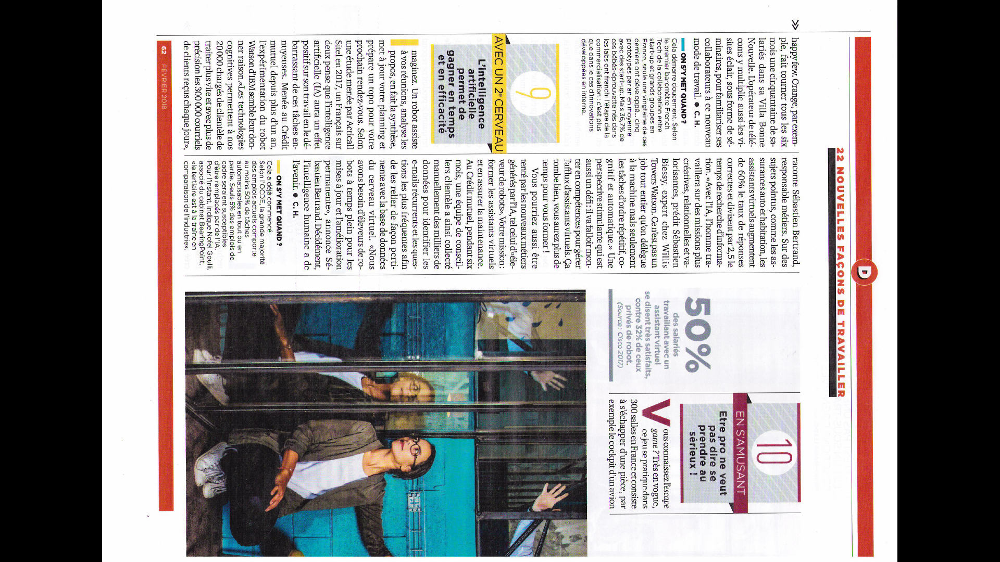 D
22 NOUVELLES FAÇONS DE TRAVAILLER
»
happy few. Orange, par exem-
ple, fait tourner tous les six
mois une cinquantaine de sa-
lariés dans sa Villa Bonne
Nouvelle. L'opérateur de télé-
coms y multiplie aussi les vi-
sites éclair, sous forme de sé-
minaires, pour familiariser ses
collaborateurs à ce nouveau
mode de travail. ● C. H.
ON S'Y MET QUAND ?
Cela démarre doucement. Selon
le premier baromètre French
Tech de la collaboration entre
start-up et grands groupes en
France, seule une vingtaine de ces
derniers ont développé... cinq
prototypes par an en moyenne
avec des start-up. Mais 36,7% de
ces bébés-éprouvette nés dans
les labs ont franchi l'étape de la
commercialisation : c'est plus
que dans le cas d'innovations
développées en interne.
9
AVEC UN 2e CERVEAU
L'intelligence
artificielle
permet de
gagner en temps
et en efficacité
Imaginez. Un robot assiste
à vos réunions, analyse les
propos, en fait la synthèse,
met à jour votre planning et
prépare un topo pour votre
prochain rendez-vous. Selon
une étude menée par Acticall
Sitel en 2017, un Français sur
deux pense que l'intelligence
artificielle (IA) aura un effet
positif sur son travail en le dé-
barrassant de ces tâches en-
nuyeuses. Menée au Crédit
mutuel depuis plus d'un an,
l'expérimentation du robot
Watson d'IBM semble leur don-
ner raison. «Les technologies
cognitives permettent à nos
20 000 chargés de clientèle de
traiter plus vite et avec plus de
précision les 300 000 courriels
de clients reçus chaque jour»,
raconte Sébastien Bertrand,
responsable métiers. Sur des
sujets pointus, comme les as-
surances auto et habitation, les
assistants virtuels augmentent
de 60% le taux de réponses
correctes et divisent par 2,5 le
temps de recherche d'informa-
tion. «Avec l'IA, l'homme tra-
vaillera sur des missions plus
créatives, relationnelles et va-
lorisantes, prédit Sébastien
Biessy, expert chez Willis
Towers Watson. Ce n'est pas un
job tout entier qu'on délègue
à la machine mais seulement
les tâches d'ordre répétitif, co-
gnitif et automatique.» Une
perspective stimulante qui est
aussi un défi : il va falloir mon-
ter en compétences pour gérer
l'afflux d'assistants virtuels. Ça
tombe bien, vous aurez plus de
temps pour vous former !
Vous pourriez aussi être
tenté par les nouveaux métiers
générés par l'IA, tel celui d'«éle-
veur de robots». Votre mission :
former les assistants virtuels
et en assurer la maintenance.
Au Crédit mutuel, pendant six
mois, une équipe de conseil-
lers clientèle a ainsi collecté
manuellement des milliers de
données pour identifier les
e-mails récurrents et les ques-
tions les plus fréquentes afin
de les relier de façon perti-
nente avec la base de données
du cerveau virtuel. «Nous
avons besoin d'éleveurs de ro-
bots à temps plein pour les
mises à jour et l'amélioration
permanente», annonce Sé-
bastien Bertrand. Décidément,
l'intelligence humaine a de
l'avenir. ● C. H.
ON S'Y MET QUAND ?
Cela a déjà commencé.
Selon l'OCDE, la grande majorité
des emplois actuels comporte
au moins 50% de tâches
automatisables en tout ou en
partie. Seuls 5% des emplois de
cadre seraient susceptibles
d'être remplacés par de l'IA.
Pour l'instant, indique Nofel Goulli,
associé du cabinet BearingPoint,
«le tertiaire est à la traîne en
comparaison de l'industrie».
50%
des salariés
travaillant avec un
assistant virtuel
se disent très satisfaits,
contre 32% de ceux
privés de robot.
(Source : Cisco 2017)
10
EN S'AMUSANT
Etre pro ne veut
pas dire se
prendre au
sérieux !
Vous connaissez l'escape
game ? Très en vogue,
ce jeu se pratique dans
300 salles en France et consiste
à s'échapper d'une pièce, par
exemple le cockpit d'un avion
62 FÉVRIER 2018